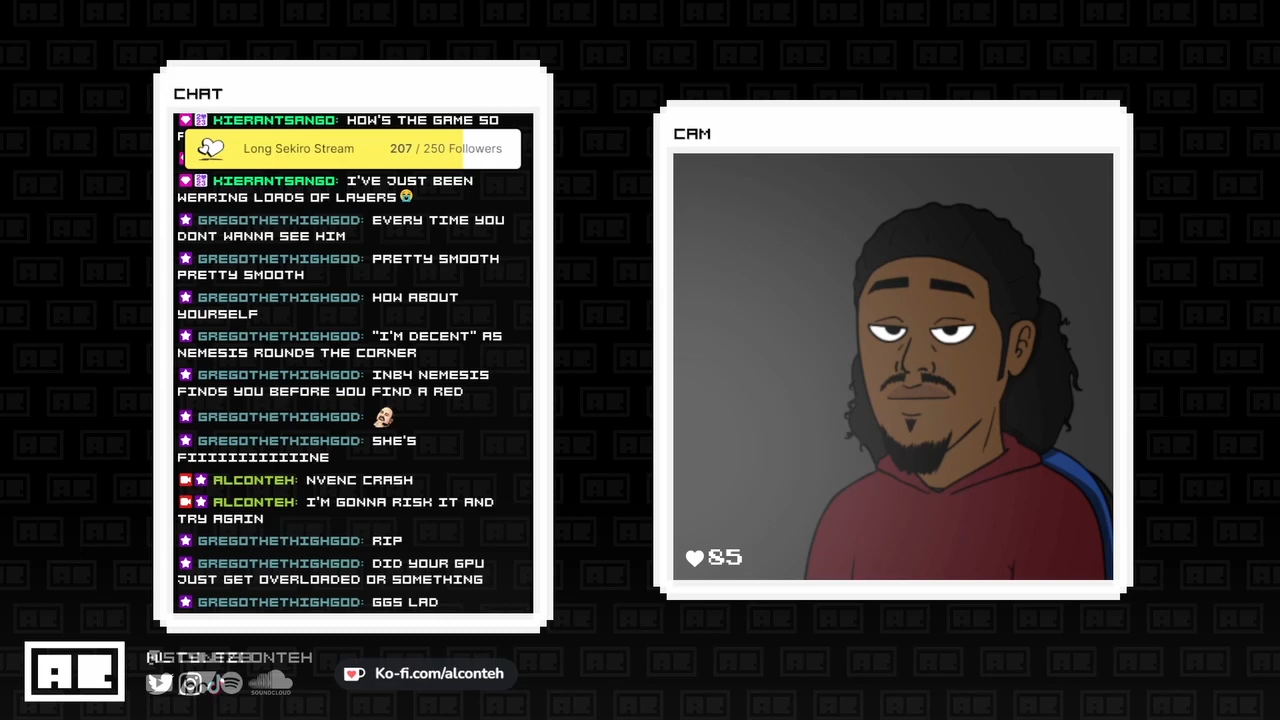 CHAT
KIERANTSANGO: HOW'S THE GAME SO
Long Sekiro Stream 207 / 250 Followers
KIERANTSANGO: I'VE JUST BEEN
WEARING LOADS OF LAYERS
GREGOTHETHIGHGOD: EVERY TIME YOU
DONT WANNA SEE HIM
GREGOTHETHIGHGOD: PRETTY SMOOTH
PRETTY SMOOTH
GREGOTHETHIGHGOD: HOW ABOUT
YOURSELF
GREGOTHETHIGHGOD: "I'M DECENT" AS
NEMESIS ROUNDS THE CORNER
GREGOTHETHIGHGOD: INB4 NEMESIS
FINDS YOU BEFORE YOU FIND A RED
GREGOTHETHIGHGOD:
GREGOTHETHIGHGOD: SHE'S
FIIIIIIIIIIIINE
ALCONTEH: NVENC CRASH
ALCONTEH: I'M GONNA RISK IT AND
TRY AGAIN
GREGOTHETHIGHGOD: RIP
GREGOTHETHIGHGOD: DID YOUR GPU
JUST GET OVERLOADED OR SOMETHING
GREGOTHETHIGHGOD: GGS LAD
CAM
85
AC
SOUNDCLOUD
Ko-fi.com/alconteh